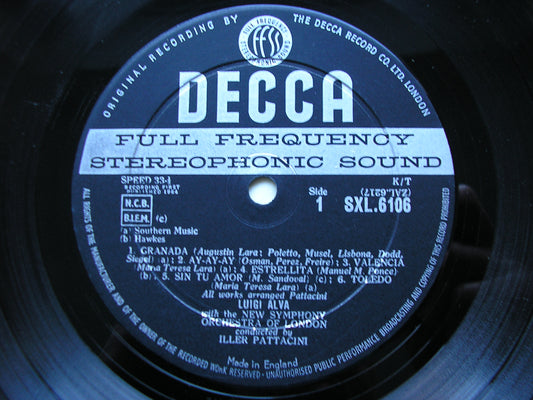 ORIGINAL RECORDING BY THE DECCA RECORD CO. LTD. LONDON
FULL FREQUENCY
FFSS
DECCA
FULL FREQUENCY
STEREOPHONIC SOUND
SPEED 33⅓
K/T
RECORDING FIRST
PUBLISHED 1964
Side
(ZAL.6217)
N.C.B.
1
SXL.6106
B.I.E.M.
(c)
(a) Southern Music
(b) Hawkes
1. GRANADA (Augustin Lara: Poletto, Musel, Lisbona, Dodd,
Siegel) (a): 2. AY-AY-AY (Osman, Perez, Freire): 3. VALENCIA
(Maria Teresa Lara) (a): 4. ESTRELLITA (Manuel M. Ponce)
(b): 5. SIN TU AMOR (M. Sandoval) (c): 6. TOLEDO
(Maria Teresa Lara) (a)
All works arranged Pattacini
LUIGI ALVA
with the NEW SYMPHONY
ORCHESTRA OF LONDON
conducted by
ILLER PATTACINI
Made in England
ALL RIGHTS OF THE MANUFACTURER AND OF THE OWNER OF THE RECORDED WORK RESERVED - UNAUTHORISED PUBLIC PERFORMANCE BROADCASTING AND COPYING OF THIS RECORD PROHIBITED